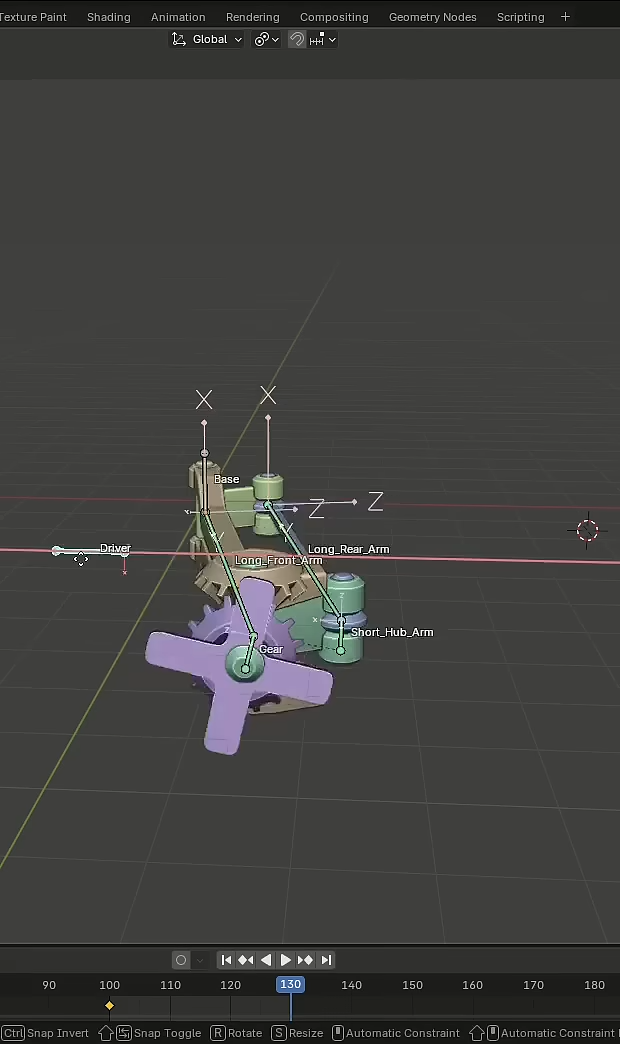 Texture Paint Shading Animation Rendering Compositing Geometry Nodes Scripting +
Global
X X
Base
Z Z
Y Y
Driver
Long_Rear_Arm
Long_Front_Arm
Z
X
Short_Hub_Arm
Z
Gear
90 100 110 120 130 140 150 160 170 180
Ctrl Snap Invert Snap Toggle R Rotate S Resize Automatic Constraint Automatic Constraint